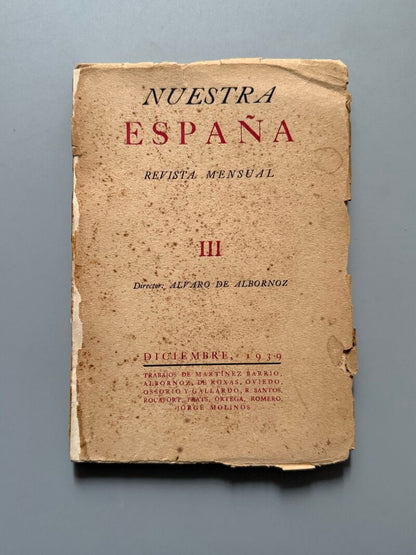 NUESTRA
ESPAÑA
REVISTA MENSUAL
III
Director: ALVARO DE ALBORNOZ
DICIEMBRE, 1939
TRABAJOS DE MARTÍNEZ BARRIO,
ALBORNOZ, DE ROXAS, OVIEDO,
OSSORIO Y GALLARDO, R. SANTOS,
ROCAFORT, PRATS, ORTEGA, ROMERO,
JORGE MOLINOS